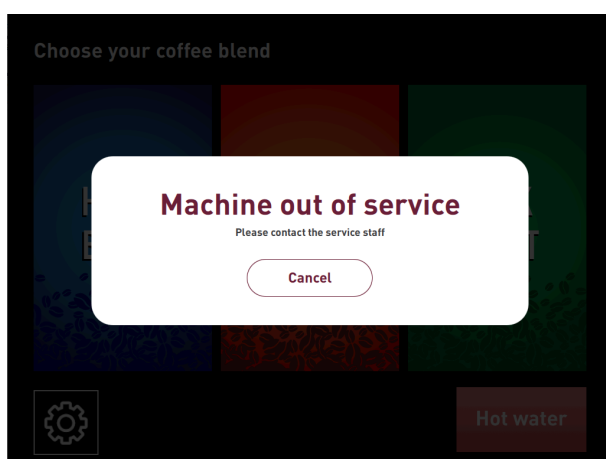 Choose your coffee blend
Machine out of service
Please contact the service staff
Cancel
Hot water